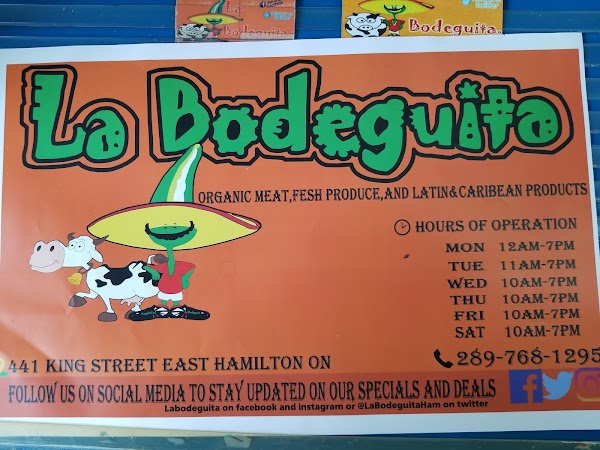 La
Bodeguita
Bodeguita
La Bodeguita
ORGANIC MEAT,FESH PRODUCE,AND LATIN&CARIBEAN PRODUCTS
HOURS OF OPERATION
MON 12AM-7PM
TUE 11AM-7PM
WED 10AM-7PM
THU 10AM-7PM
FRI 10AM-7PM
SAT 10AM-7PM
441 KING STREET EAST HAMILTON ON
289-768-1295
FOLLOW US ON SOCIAL MEDIA TO STAY UPDATED ON OUR SPECIALS AND DEALS
Labodeguita on facebook and instagram or @LaBodeguitaHam on twitter